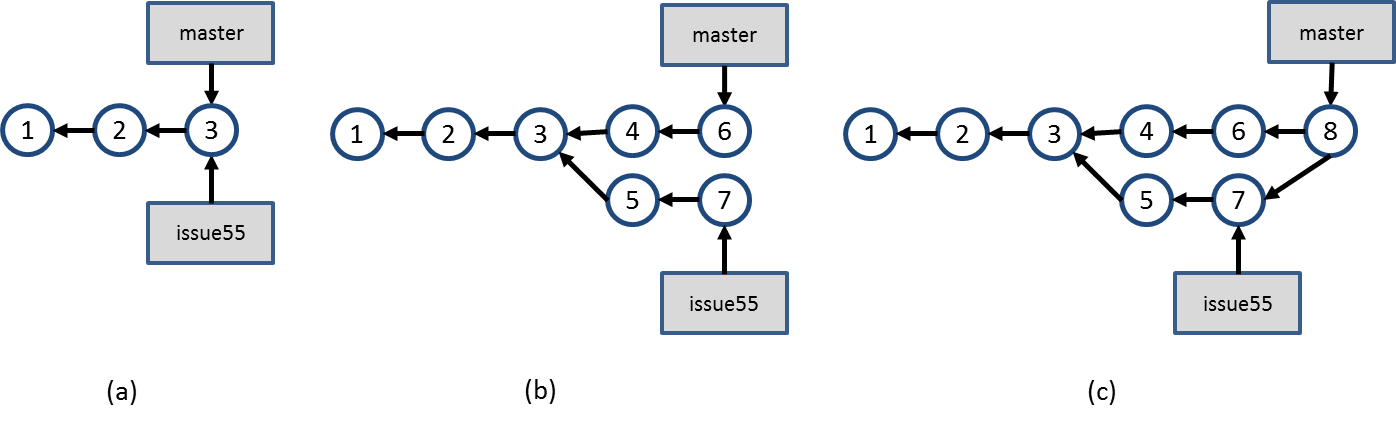 master
1 2 3
issue55
(a)
master
1 2 3 4 6
5 7
issue55
(b)
master
1 2 3 4 6 8
5 7
issue55
(c)